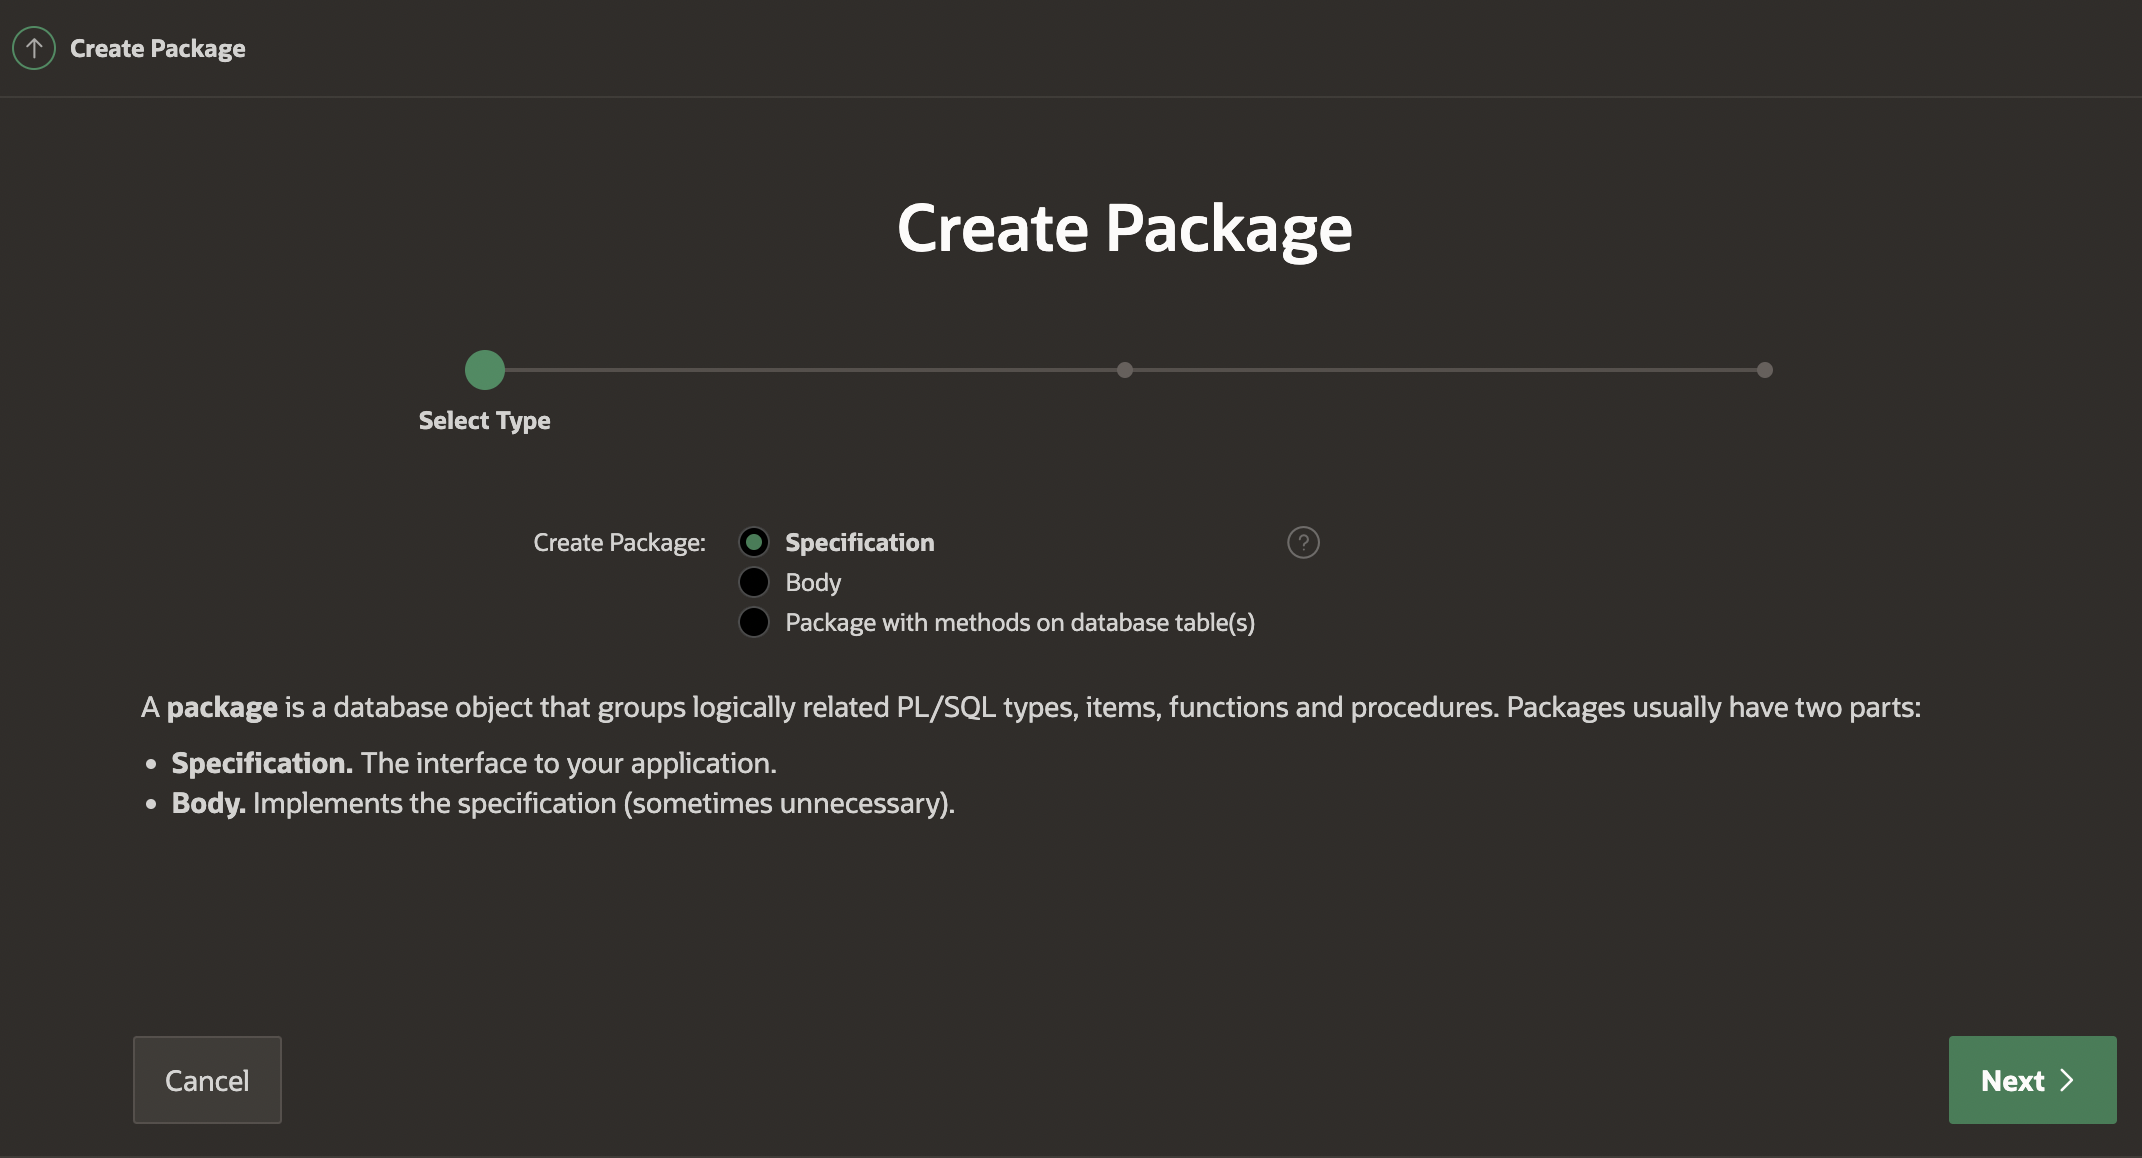 Create Package
Create Package
Select Type
Create Package:
Specification
?
Body
Package with methods on database table(s)
A package is a database object that groups logically related PL/SQL types, items, functions and procedures. Packages usually have two parts:
• Specification. The interface to your application.
• Body. Implements the specification (sometimes unnecessary).
Cancel
Next